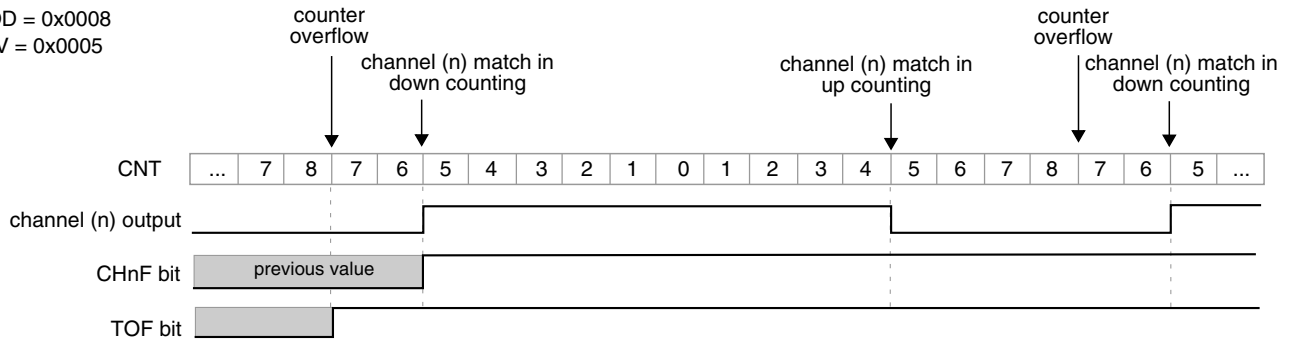 OD = 0x0008
V = 0x0005
counter
overflow
channel (n) match in
down counting
channel (n) match in
up counting
counter
overflow
channel (n) match in
down counting
CNT ... 7 8 7 6 5 4 3 2 1 0 1 2 3 4 5 6 7 8 7 6 5 ...
channel (n) output
CHnF bit previous value
TOF bit